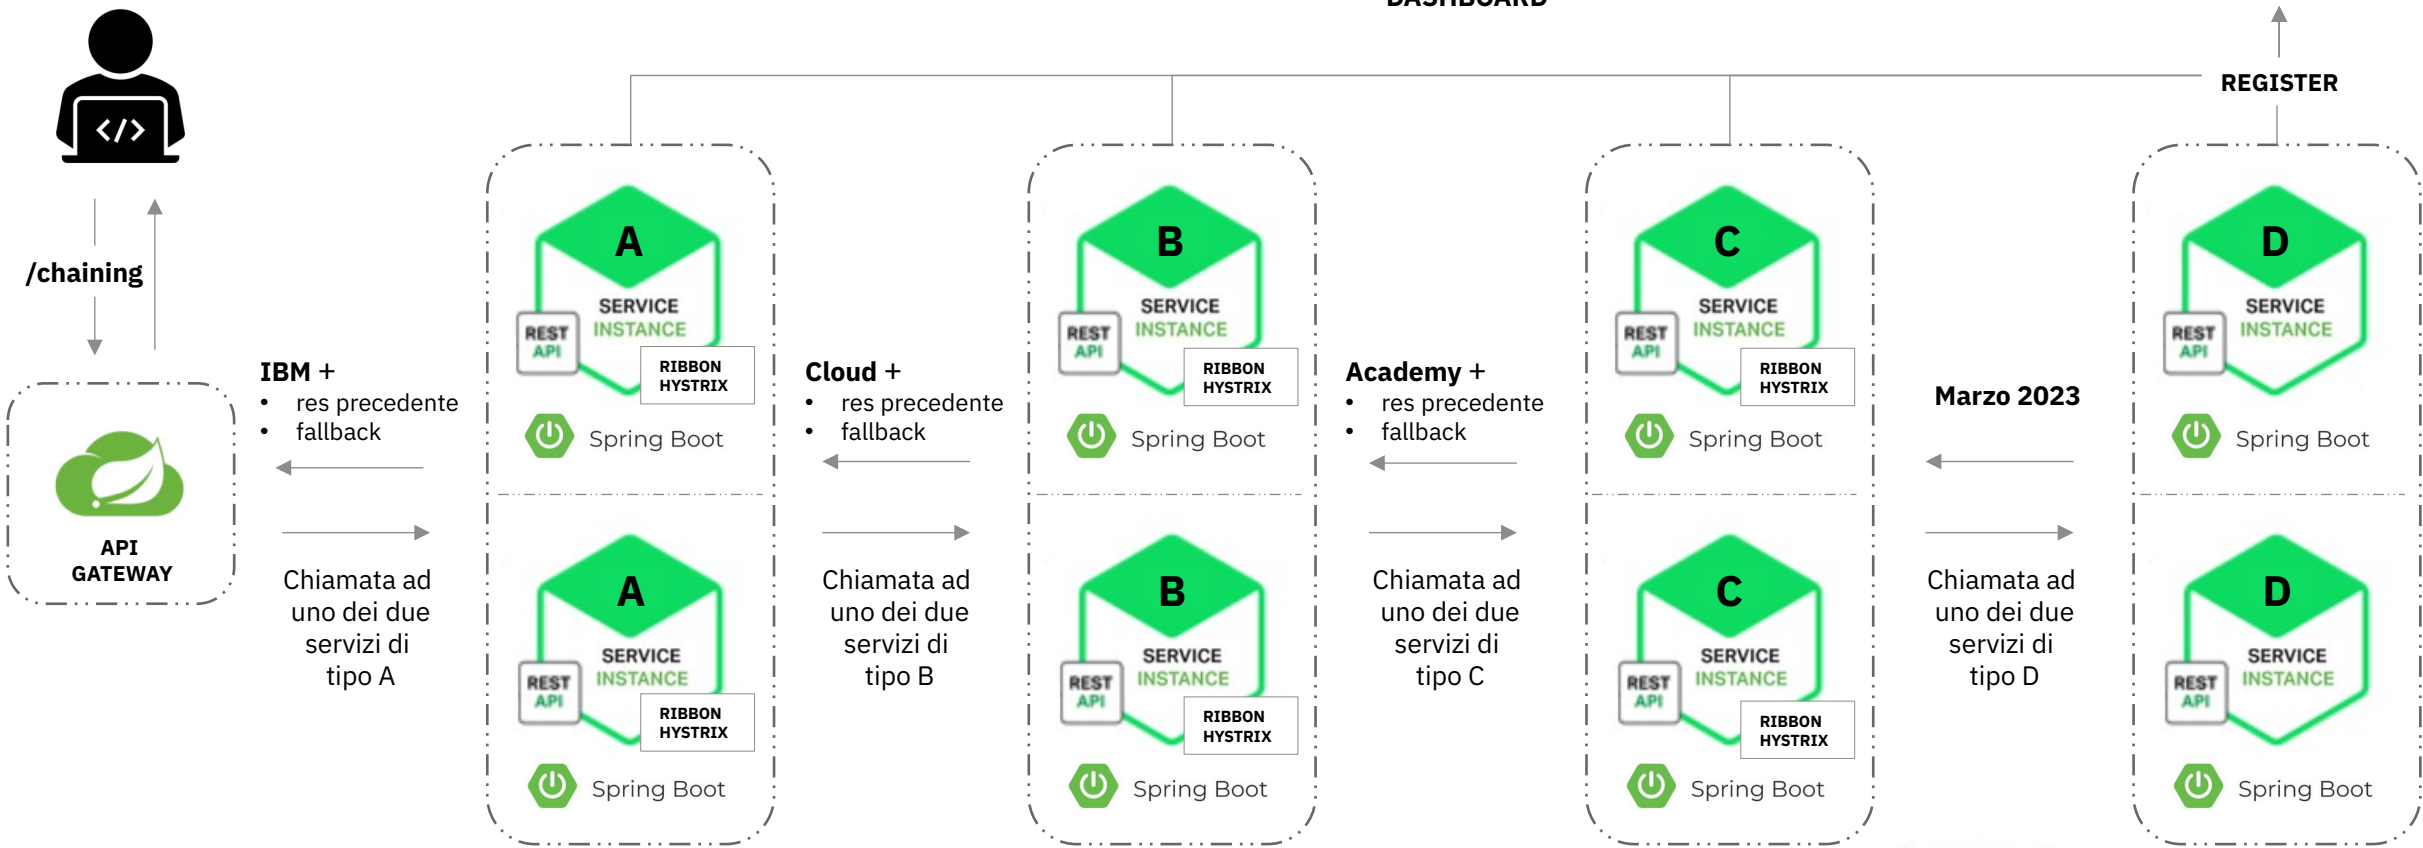 DASHBOARD
REGISTER
</>
/chaining
API
GATEWAY
IBM +
• res precedente
• fallback
Chiamata ad
uno dei due
servizi di
tipo A
A
SERVICE
INSTANCE
REST
API
RIBBON
HYSTRIX
Spring Boot
A
SERVICE
INSTANCE
REST
API
RIBBON
HYSTRIX
Spring Boot
Cloud +
• res precedente
• fallback
Chiamata ad
uno dei due
servizi di
tipo B
B
SERVICE
INSTANCE
REST
API
RIBBON
HYSTRIX
Spring Boot
B
SERVICE
INSTANCE
REST
API
RIBBON
HYSTRIX
Spring Boot
Academy +
• res precedente
• fallback
Chiamata ad
uno dei due
servizi di
tipo C
C
SERVICE
INSTANCE
REST
API
RIBBON
HYSTRIX
Spring Boot
C
SERVICE
INSTANCE
REST
API
RIBBON
HYSTRIX
Spring Boot
Marzo 2023
Chiamata ad
uno dei due
servizi di
tipo D
D
SERVICE
INSTANCE
REST
API
Spring Boot
D
SERVICE
INSTANCE
REST
API
Spring Boot